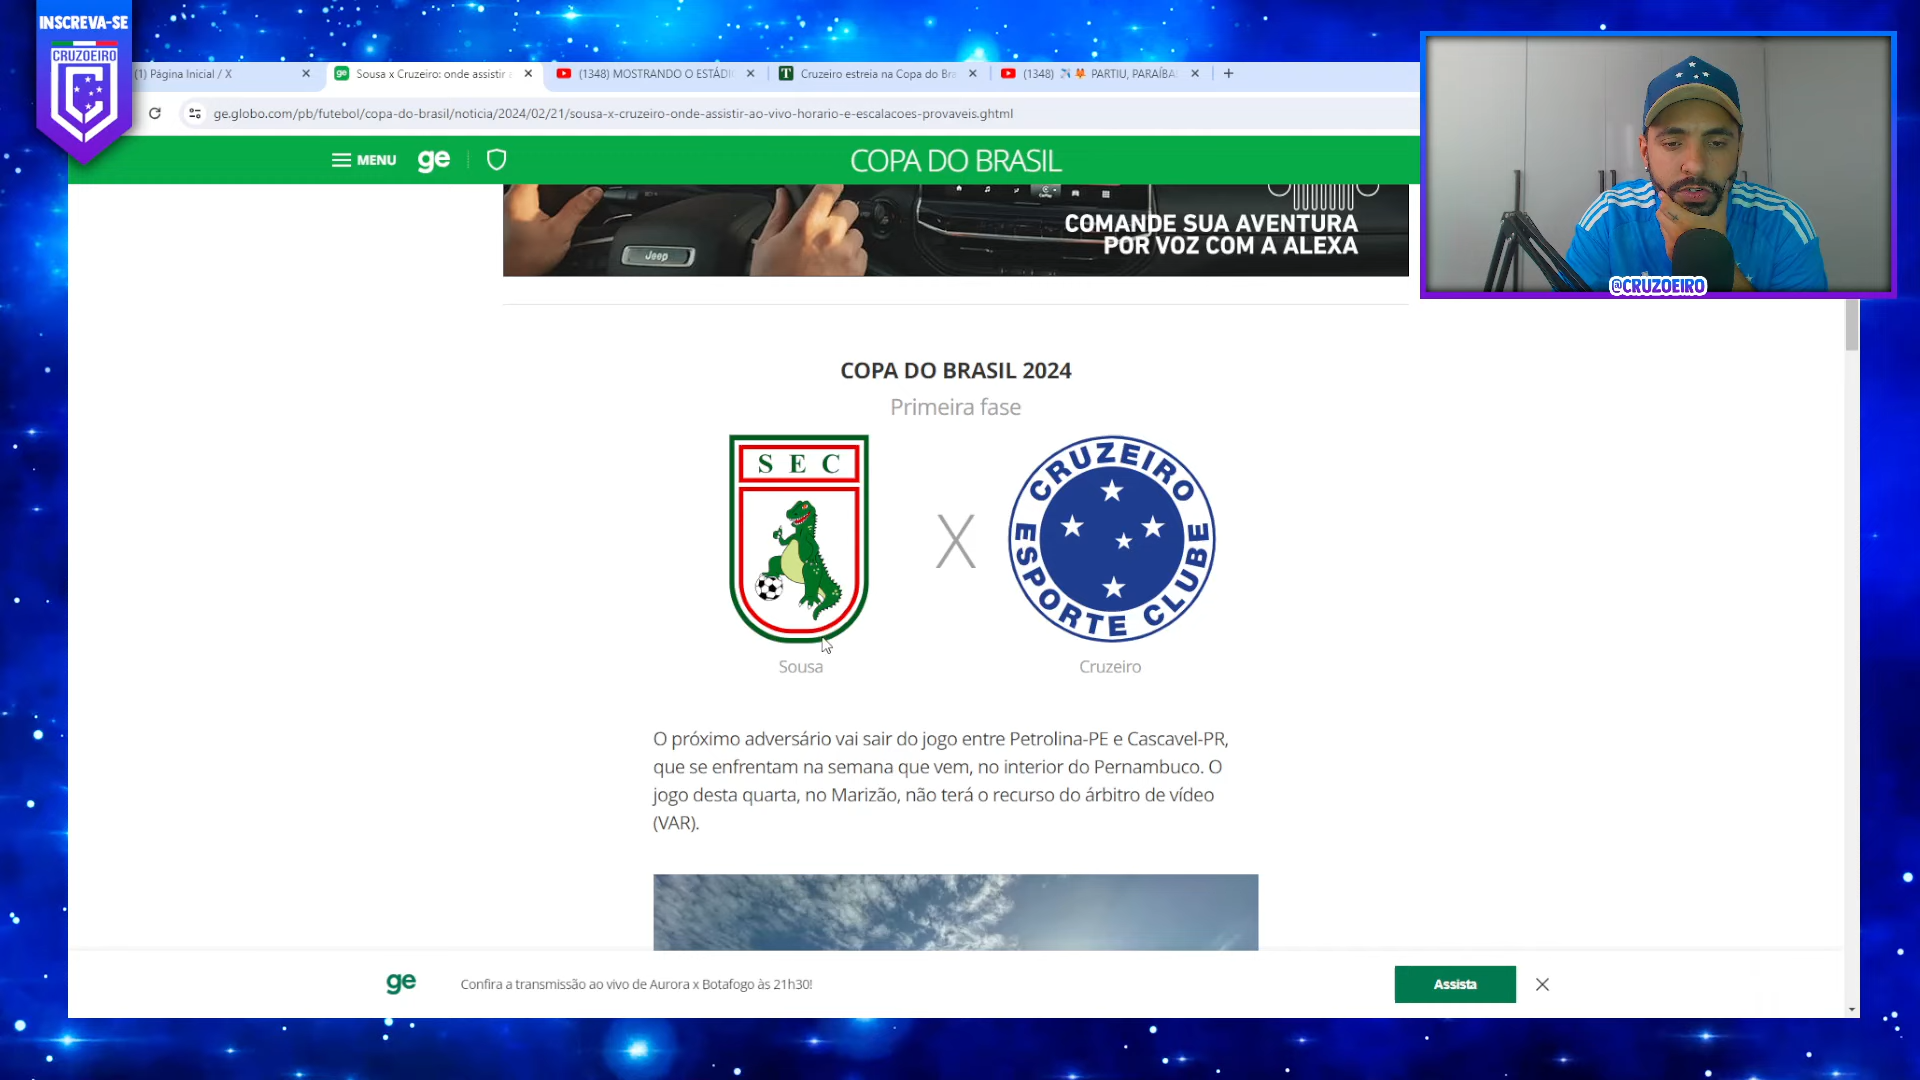 INSCREVA-SE
CRUZOEIRO
(1) Página Inicial / X
Sousa x Cruzeiro: onde assistir
(1348) MOSTRANDO O ESTÁDI
Cruzeiro estreia na Copa do Bra
(1348) PARTIU, PARAÍBA
ge.globo.com/pb/futebol/copa-do-brasil/noticia/2024/02/21/sousa-x-cruzeiro-onde-assistir-ao-vivo-horario-e-escalacoes-provaveis.ghtml
MENU
ge
COPA DO BRASIL
Jeep
COMANDE SUA AVENTURA
POR VOZ COM A ALEXA
@CRUZOEIRO
COPA DO BRASIL 2024
Primeira fase
S E C
X
CRUZEIRO
ESPORTE CLUBE
Sousa
Cruzeiro
O próximo adversário vai sair do jogo entre Petrolina-PE e Cascavel-PR,
que se enfrentam na semana que vem, no interior do Pernambuco. O
jogo desta quarta, no Marizão, não terá o recurso do árbitro de vídeo
(VAR).
ge
Confira a transmissão ao vivo de Aurora x Botafogo às 21h30!
Assista